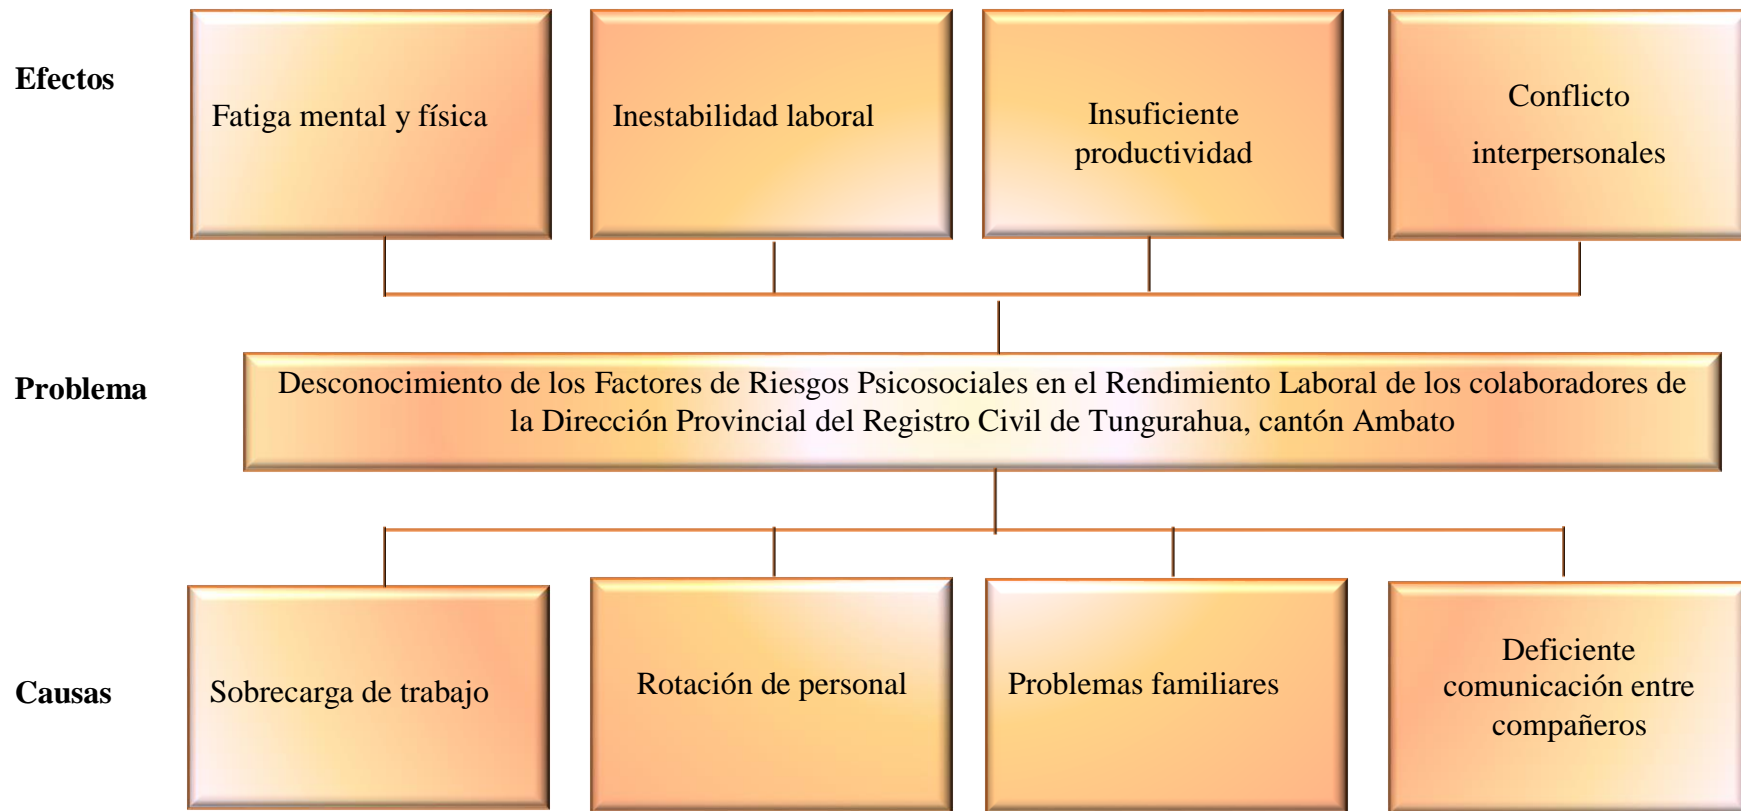 Efectos
Fatiga mental y física
Inestabilidad laboral
Insuficiente
productividad
Conflicto
interpersonales
Problema
Desconocimiento de los Factores de Riesgos Psicosociales en el Rendimiento Laboral de los colaboradores de
la Dirección Provincial del Registro Civil de Tungurahua, cantón Ambato
Causas
Sobrecarga de trabajo
Rotación de personal
Problemas familiares
Deficiente
comunicación entre
compañeros